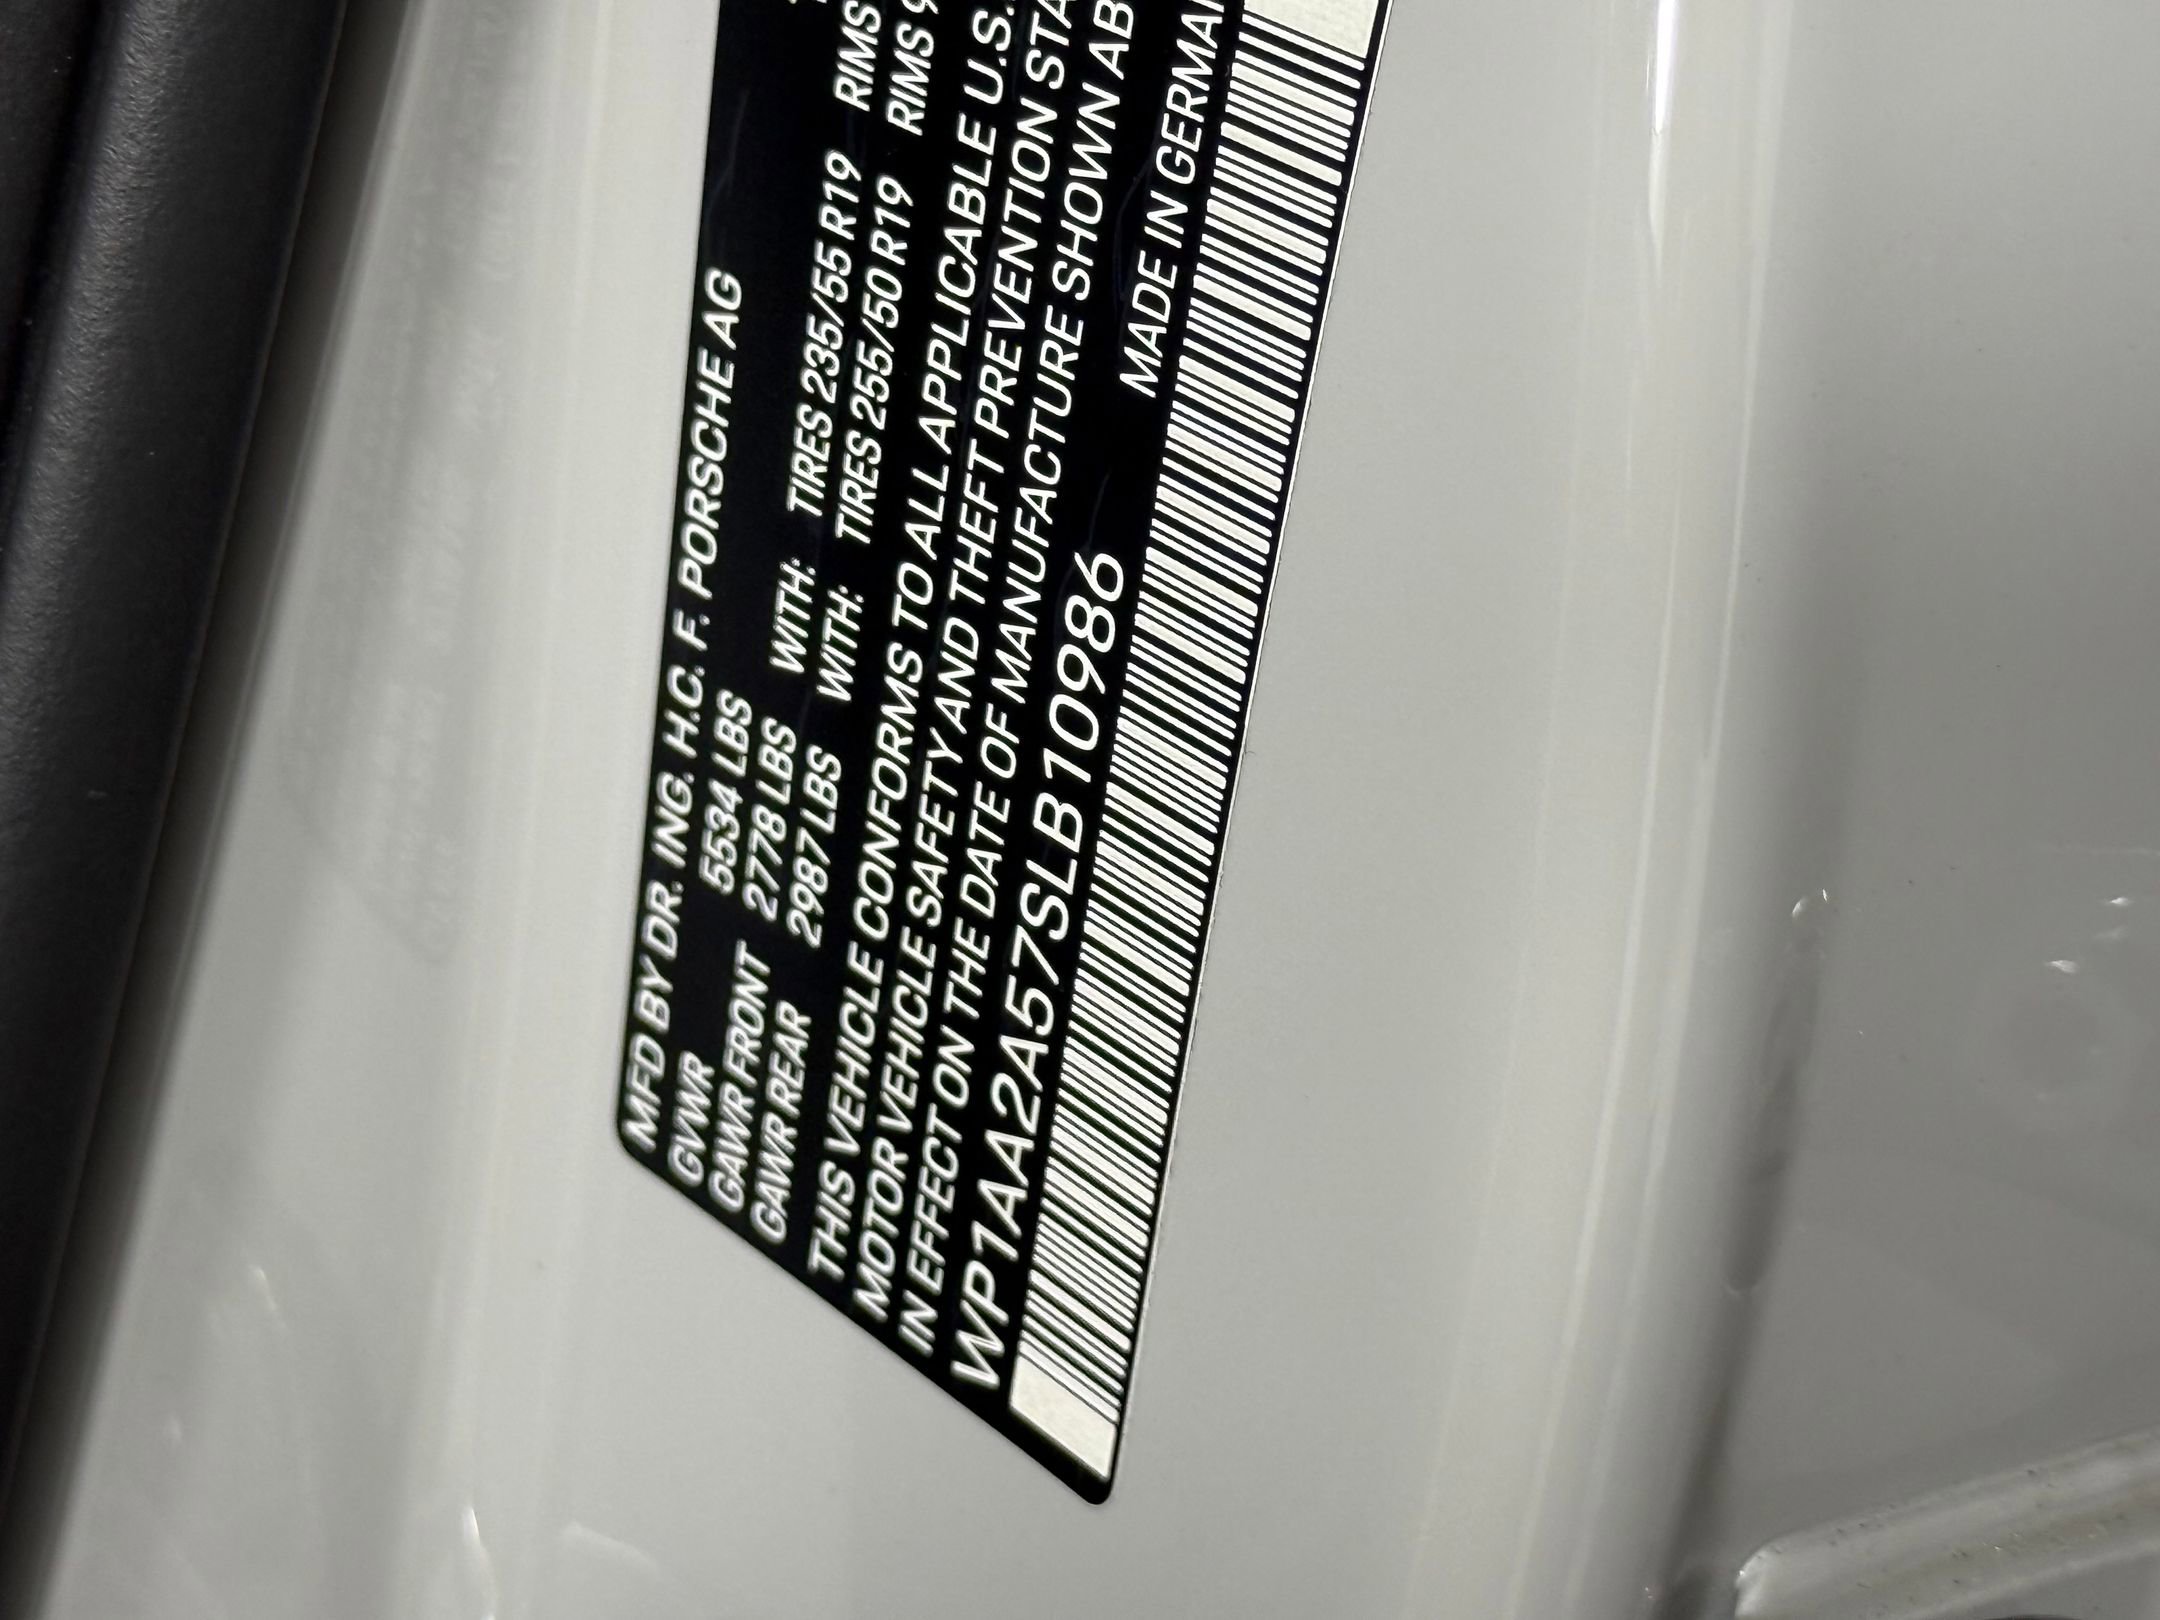 MFD BY DR. ING. H.C. F. PORSCHE AG
GVWR 5534 LBS
GAWR FRONT 2778 LBS WITH: TIRES 235/55 R19 RIMS
GAWR REAR 2987 LBS WITH: TIRES 255/50 R19 RIMS 9
THIS VEHICLE CONFORMS TO ALL APPLICABLE U.S.
MOTOR VEHICLE SAFETY AND THEFT PREVENTION STA
IN EFFECT ON THE DATE OF MANUFACTURE SHOWN AB
WP1AA2A57SLB10986 MADE IN GERMA